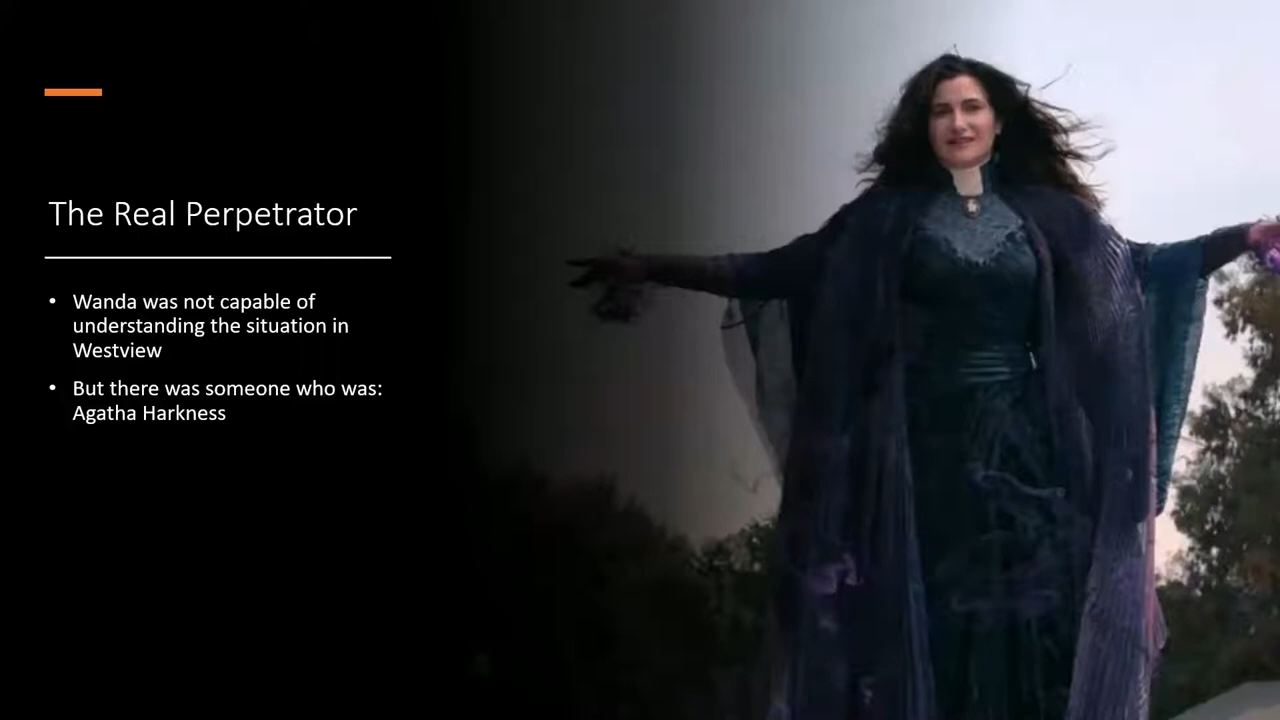 The Real Perpetrator
• Wanda was not capable of
understanding the situation in
Westview
• But there was someone who was:
Agatha Harkness